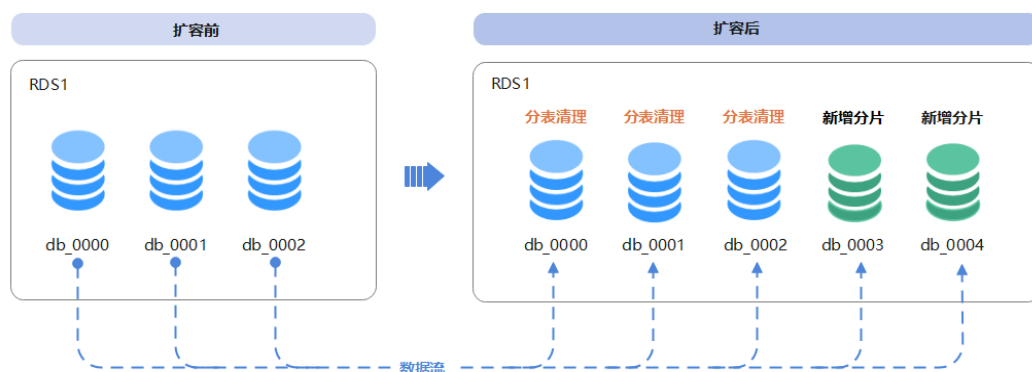 扩容前
扩容后
RDS1
RDS1
分表清理 分表清理 分表清理 新增分片 新增分片
db_0000 db_0001 db_0002
db_0000 db_0001 db_0002 db_0003 db_0004
数据流